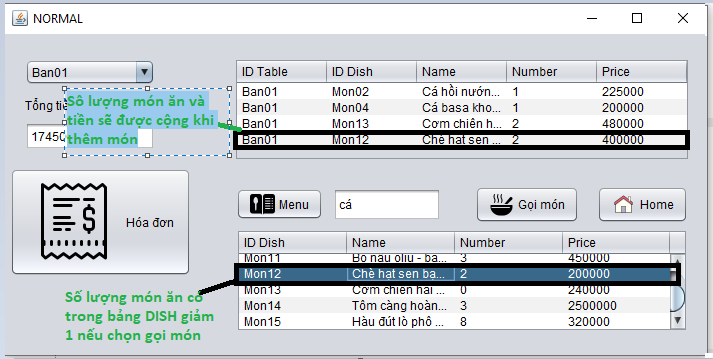 NORMAL
Ban01
ID Table ID Dish Name Number Price
Ban01 Mon02 Cá hồi nướn... 1 225000
Ban01 Mon04 Cá basa kho... 1 200000
Ban01 Mon13 Cơm chiên h... 2 480000
Ban01 Mon12 Chè hạt sen ... 2 400000
Tổng tiề
Số lượng món ăn và
tiền sẽ được cộng khi
thêm món
1745
Hóa đơn
Menu
cá
Gọi món
Home
ID Dish Name Number Price
Mon11 Bò nấu oliu - bá... 3 450000
Mon12 Chè hạt sen ba... 2 200000
Mon13 Cơm chiên hải ... 0 240000
Mon14 Tôm càng hoàn... 3 2500000
Mon15 Hàu đút lò phô ... 8 320000
Số lượng món ăn có
trong bảng DISH giảm
1 nếu chọn gọi món